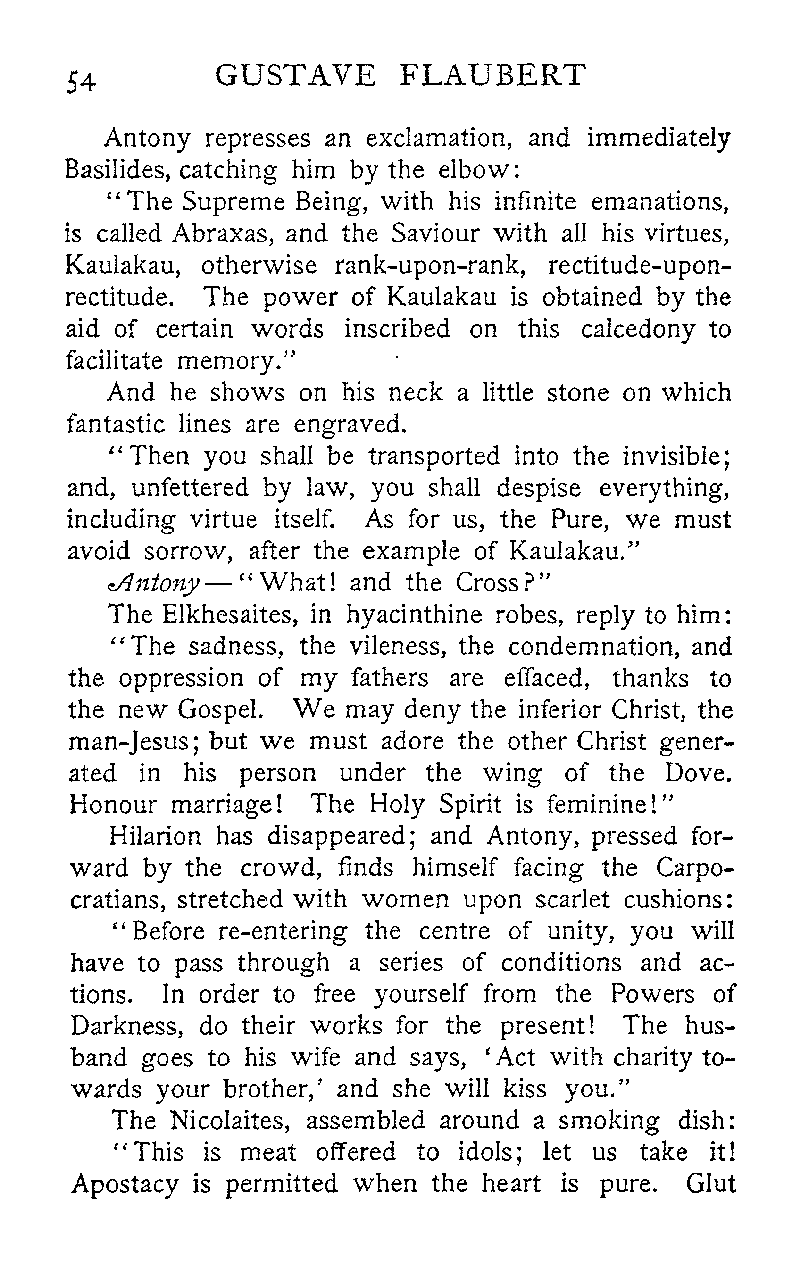 54 GUSTAVE FLAUBERT
Antony represses an exclamation, and immediately
Basilides, catching him by the elbow:
"The Supreme Being, with his infinite emanations,
is called Abraxas, and the Saviour with all his virtues,
Kaulakau, otherwise rank-upon-rank, rectitude-upon-
rectitude. The power of Kaulakau is obtained by the
aid of certain words inscribed on this calcedony to
facilitate memory."
And he shows on his neck a little stone on which
fantastic lines are engraved.
"Then you shall be transported into the invisible;
and, unfettered by law, you shall despise everything,
including virtue itself. As for us, the Pure, we must
avoid sorrow, after the example of Kaulakau."
Antony—"What! and the Cross?"
The Elkhesaites, in hyacinthine robes, reply to him:
"The sadness, the vileness, the condemnation, and
the oppression of my fathers are effaced, thanks to
the new Gospel. We may deny the inferior Christ, the
man-Jesus; but we must adore the other Christ gener-
ated in his person under the wing of the Dove.
Honour marriage! The Holy Spirit is feminine!"
Hilarion has disappeared; and Antony, pressed for-
ward by the crowd, finds himself facing the Carpo-
cratians, stretched with women upon scarlet cushions:
"Before re-entering the centre of unity, you will
have to pass through a series of conditions and ac-
tions. In order to free yourself from the Powers of
Darkness, do their works for the present! The hus-
band goes to his wife and says, 'Act with charity to-
wards your brother,' and she will kiss you."
The Nicolaites, assembled around a smoking dish:
"This is meat offered to idols; let us take it!
Apostacy is permitted when the heart is pure. Glut